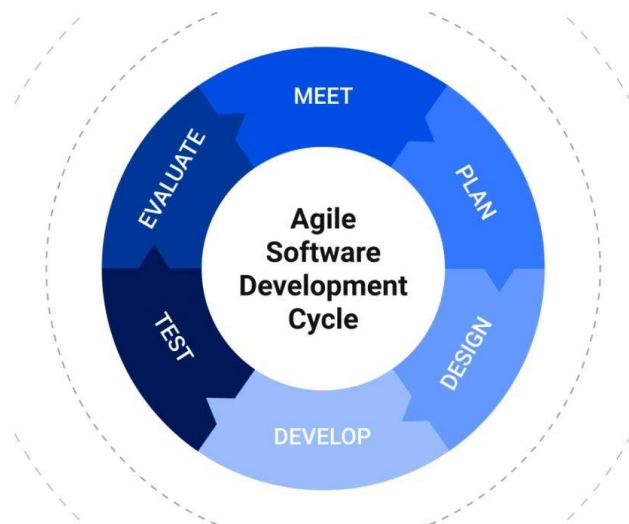 MEET
PLAN
DESIGN
DEVELOP
TEST
EVALUATE
Agile
Software
Development
Cycle